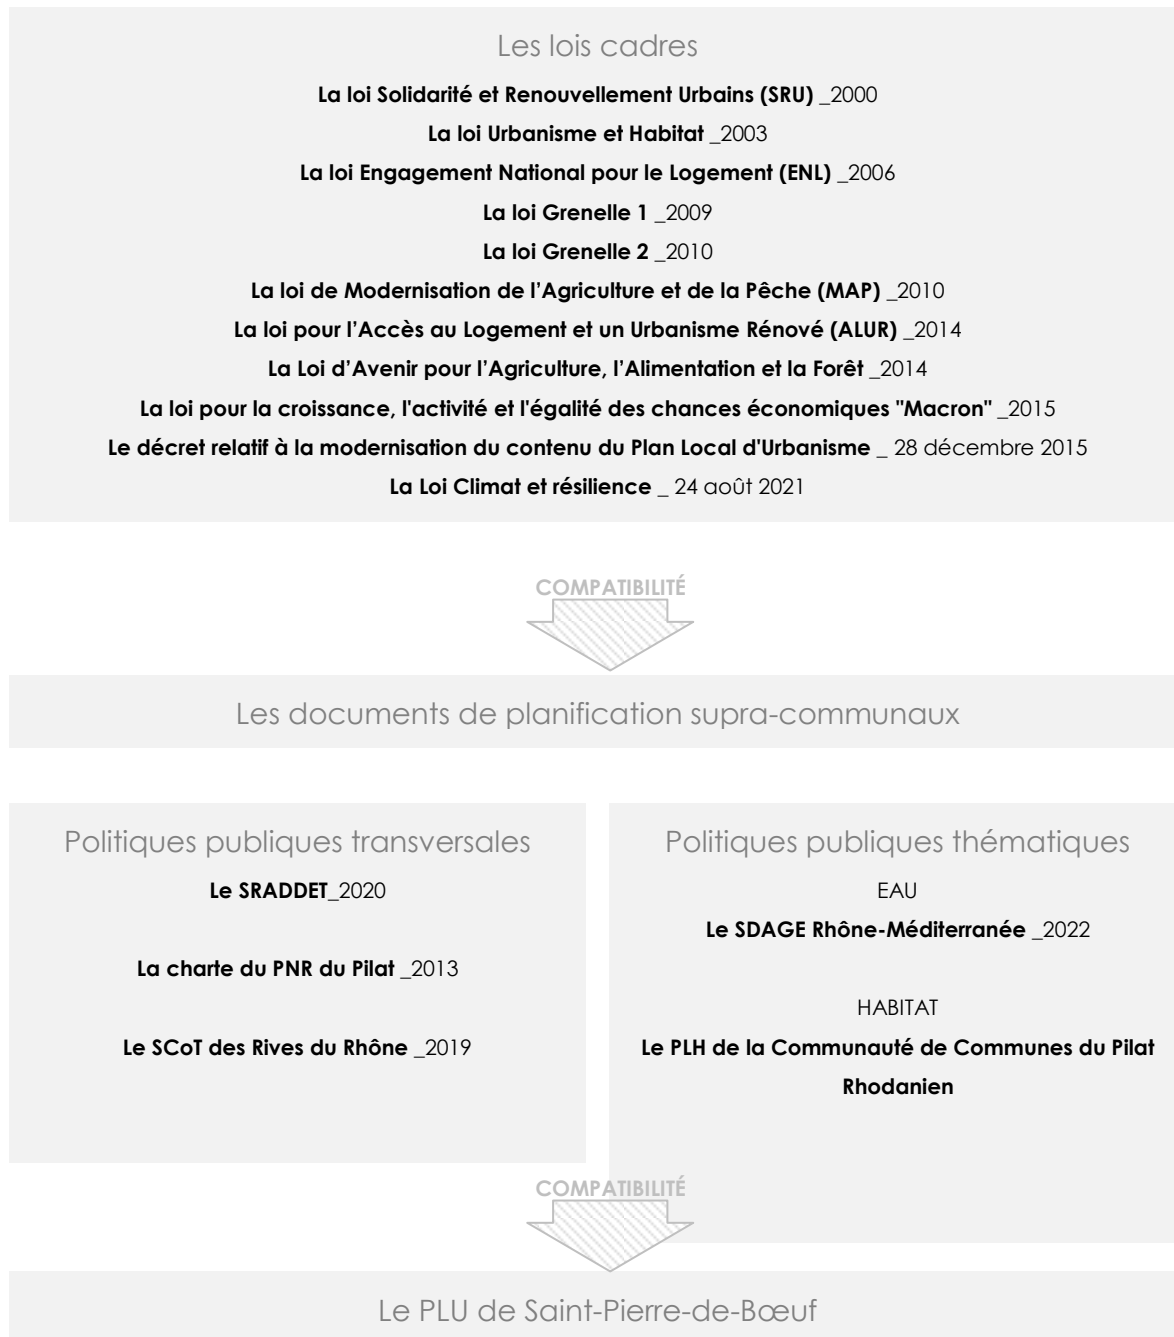 Les lois cadres
La loi Solidarité et Renouvellement Urbains (SRU) _2000
La loi Urbanisme et Habitat _2003
La loi Engagement National pour le Logement (ENL) _2006
La loi Grenelle 1 _2009
La loi Grenelle 2 _2010
La loi de Modernisation de l’Agriculture et de la Pêche (MAP) _2010
La loi pour l’Accès au Logement et un Urbanisme Rénové (ALUR) _2014
La Loi d’Avenir pour l’Agriculture, l’Alimentation et la Forêt _2014
La loi pour la croissance, l'activité et l'égalité des chances économiques "Macron" _2015
Le décret relatif à la modernisation du contenu du Plan Local d'Urbanisme _ 28 décembre 2015
La Loi Climat et résilience _ 24 août 2021
COMPATIBILITÉ
Les documents de planification supra-communaux
Politiques publiques transversales
Le SRADDET_2020
La charte du PNR du Pilat _2013
Le SCoT des Rives du Rhône _2019
Politiques publiques thématiques
EAU
Le SDAGE Rhône-Méditerranée _2022
HABITAT
Le PLH de la Communauté de Communes du Pilat
Rhodanien
COMPATIBILITÉ
Le PLU de Saint-Pierre-de-Bœuf